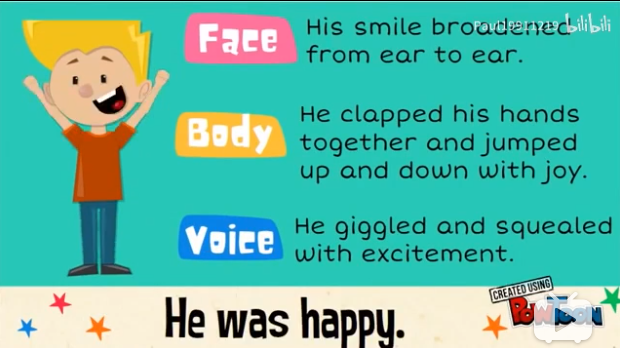 Face
His smile broadened
from ear to ear.
Paul19911219 bilibili
Body
He clapped his hands
together and jumped
up and down with joy.
Voice
He giggled and squealed
with excitement.
He was happy.
CREATED USING
POWTOON